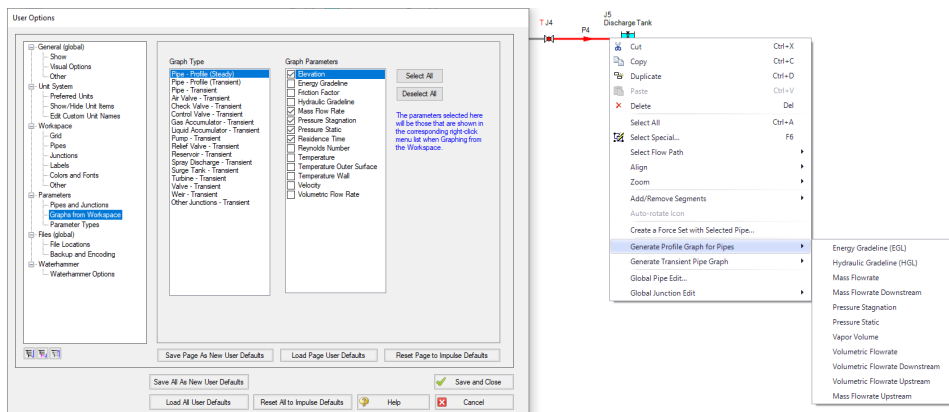 User Options
General (global)
Show
Visual Options
Other
Unit System
Preferred Units
Show/Hide Unit Items
Edit Custom Unit Names
Workspace
Grid
Pipes
Junctions
Labels
Colors and Fonts
Other
Parameters
Pipes and Junctions
Graphs from Workspace
Parameter Types
Files (global)
File Locations
Backup and Encoding
Waterhammer
Waterhammer Options
Graph Type
Pipe - Profile (Steady)
Pipe - Profile (Transient)
Pipe - Transient
Air Valve - Transient
Check Valve - Transient
Control Valve - Transient
Gas Accumulator - Transient
Liquid Accumulator - Transient
Pump - Transient
Relief Valve - Transient
Reservoir - Transient
Spray Discharge - Transient
Surge Tank - Transient
Turbine - Transient
Valve - Transient
Weir - Transient
Other Junctions - Transient
Graph Parameters
Elevation
Energy Gradeline
Friction Factor
Hydraulic Gradeline
Mass Flow Rate
Pressure Stagnation
Pressure Static
Residence Time
Reynolds Number
Temperature
Temperature Outer Surface
Temperature Wall
Velocity
Volumetric Flow Rate
Select All
Deselect All
The parameters selected here
will be those that are shown in
the corresponding right-click
menu list when Graphing from
the Workspace.
Save Page As New User Defaults
Load Page User Defaults
Reset Page to Impulse Defaults
Save All As New User Defaults
Save and Close
Load All User Defaults
Reset All to Impulse Defaults
Help
Cancel
T J4
P4
J5
Discharge Tank
Cut Ctrl+X
Copy Ctrl+C
Duplicate Ctrl+D
Paste Ctrl+V
Delete Del
Select All Ctrl+A
Select Special... F6
Select Flow Path
Align
Zoom
Add/Remove Segments
Auto-rotate Icon
Create a Force Set with Selected Pipe...
Generate Profile Graph for Pipes
Generate Transient Pipe Graph
Global Pipe Edit...
Global Junction Edit
Energy Gradeline (EGL)
Hydraulic Gradeline (HGL)
Mass Flowrate
Mass Flowrate Downstream
Pressure Stagnation
Pressure Static
Vapor Volume
Volumetric Flowrate
Volumetric Flowrate Downstream
Volumetric Flowrate Upstream
Mass Flowrate Upstream